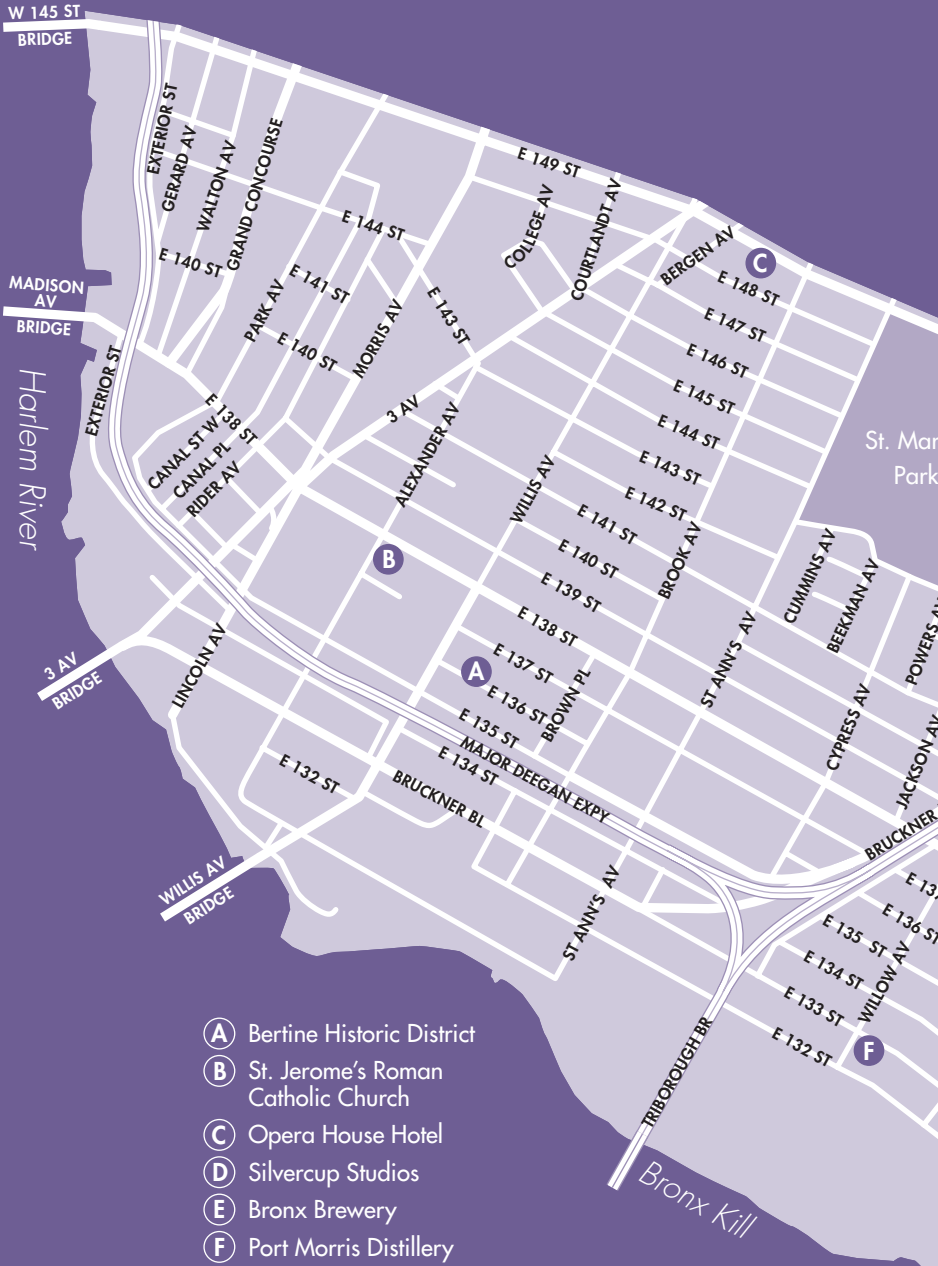 W 145 ST
BRIDGE
EXTERIOR ST
GERARD AV
WALTON AV
GRAND CONCOURSE
E 149 ST
COLLEGE AV
COURTLANDT AV
BERGEN AV
C
E 144 ST
E 140 ST
E 141 ST
PARK AV
E 143 ST
E 140 ST
MORRIS AV
E 148 ST
E 147 ST
E 146 ST
E 145 ST
E 144 ST
E 143 ST
E 142 ST
E 141 ST
E 140 ST
E 139 ST
E 138 ST
E 137 ST
E 136 ST
E 135 ST
E 134 ST
MADISON
AV
BRIDGE
EXTERIOR ST
Harlem River
E 138 ST
CANAL ST W
CANAL PL
RIDER AV
3 AV
ALEXANDER AV
WILLIS AV
BROOK AV
St. Mar
Park
CUMMINS AV
BEEKMAN AV
POWERS AV
ST ANN'S AV
CYPRESS AV
JACKSON AV
B
A
BROWN PL
3 AV
BRIDGE
LINCOLN AV
E 132 ST
MAJOR DEEGAN EXPY
BRUCKNER BL
BRUCKNER
WILLIS AV
BRIDGE
ST ANN'S AV
E 136 ST
E 135 ST
E 134 ST
E 133 ST
E 132 ST
WILLOW AV
F
TRIBOROUGH BR
Bronx Kill
A Bertine Historic District
B St. Jerome's Roman
Catholic Church
C Opera House Hotel
D Silvercup Studios
E Bronx Brewery
F Port Morris Distillery